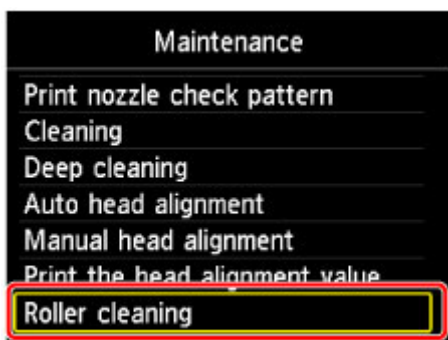 Maintenance
Print nozzle check pattern
Cleaning
Deep cleaning
Auto head alignment
Manual head alignment
Print the head alignment value
Roller cleaning